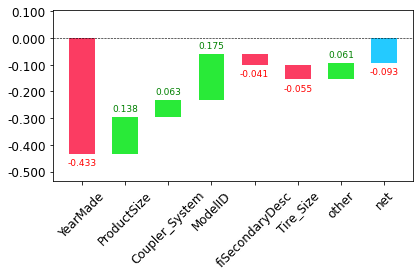 0.100
0.000
-0.100
-0.200
-0.300
-0.400
-0.500
-0.433
0.138
0.063
0.175
-0.041
-0.055
0.061
-0.093
YearMade
ProductSize
Coupler_System
ModelID
fiSecondaryDesc
Tire_Size
other
net